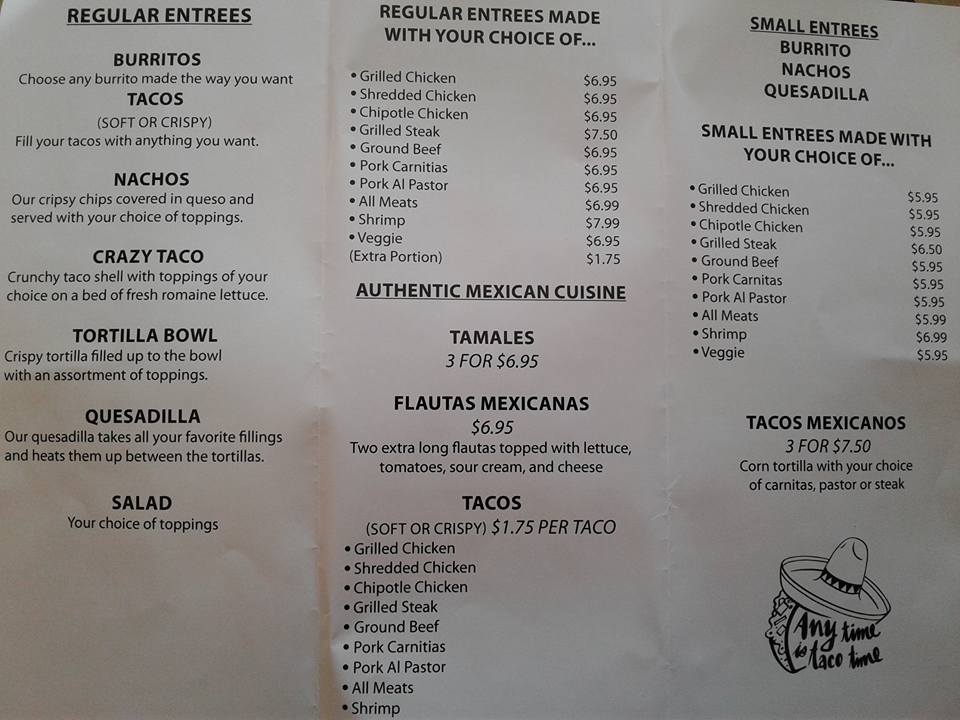 REGULAR ENTREES
BURRITOS
Choose any burrito made the way you want
TACOS
(SOFT OR CRISPY)
Fill your tacos with anything you want.
NACHOS
Our cripsy chips covered in queso and
served with your choice of toppings.
CRAZY TACO
Crunchy taco shell with toppings of your
choice on a bed of fresh romaine lettuce.
TORTILLA BOWL
Crispy tortilla filled up to the bowl
with an assortment of toppings.
QUESADILLA
Our quesadilla takes all your favorite fillings
and heats them up between the tortillas.
SALAD
Your choice of toppings
REGULAR ENTREES MADE
WITH YOUR CHOICE OF...
• Grilled Chicken $6.95
• Shredded Chicken $6.95
• Chipotle Chicken $6.95
• Grilled Steak $7.50
• Ground Beef $6.95
• Pork Carnitias $6.95
• Pork Al Pastor $6.95
• All Meats $6.99
• Shrimp $7.99
• Veggie $6.95
(Extra Portion) $1.75
AUTHENTIC MEXICAN CUISINE
TAMALES
3 FOR $6.95
FLAUTAS MEXICANAS
$6.95
Two extra long flautas topped with lettuce,
tomatoes, sour cream, and cheese
TACOS
(SOFT OR CRISPY) $1.75 PER TACO
• Grilled Chicken
• Shredded Chicken
• Chipotle Chicken
• Grilled Steak
• Ground Beef
• Pork Carnitias
• Pork Al Pastor
• All Meats
• Shrimp
SMALL ENTREES
BURRITO
NACHOS
QUESADILLA
SMALL ENTREES MADE WITH
YOUR CHOICE OF...
• Grilled Chicken $5.95
• Shredded Chicken $5.95
• Chipotle Chicken $5.95
• Grilled Steak $6.50
• Ground Beef $5.95
• Pork Carnitas $5.95
• Pork Al Pastor $5.95
• All Meats $5.99
• Shrimp $6.99
• Veggie $5.95
TACOS MEXICANOS
3 FOR $7.50
Corn tortilla with your choice
of carnitas, pastor or steak
Any time
is taco time